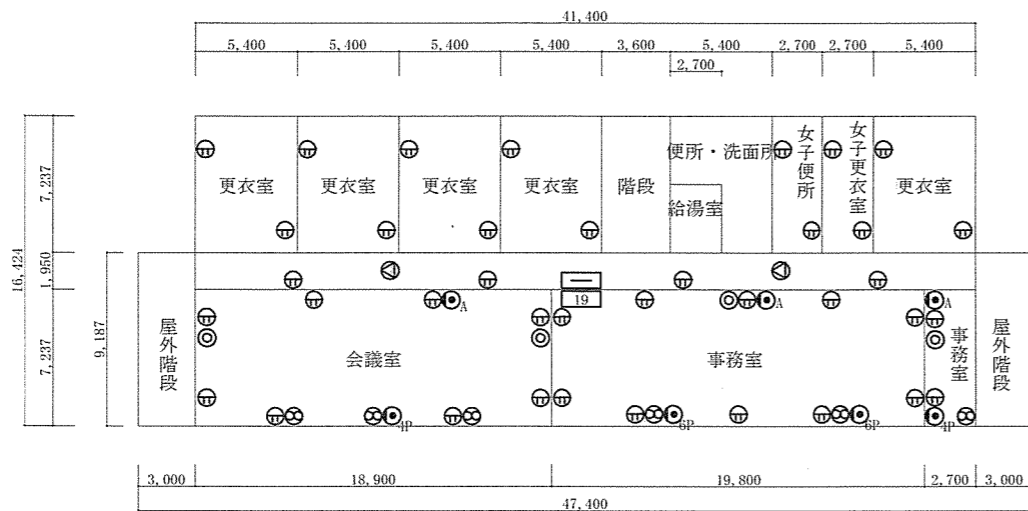 41,400
5,400 5,400 5,400 5,400 3,600 5,400 2,700 2,700 5,400
2,700
16,424
7,237
1,950
7,237
9,187
更衣室 更衣室 更衣室 更衣室 階段 便所・洗面所 女子便所 女子更衣室 更衣室
給湯室
19
A A A
屋外階段 会議室 事務室 事務室 屋外階段
4P 6P 6P 4P
3,000 18,900 19,800 2,700 3,000
47,400